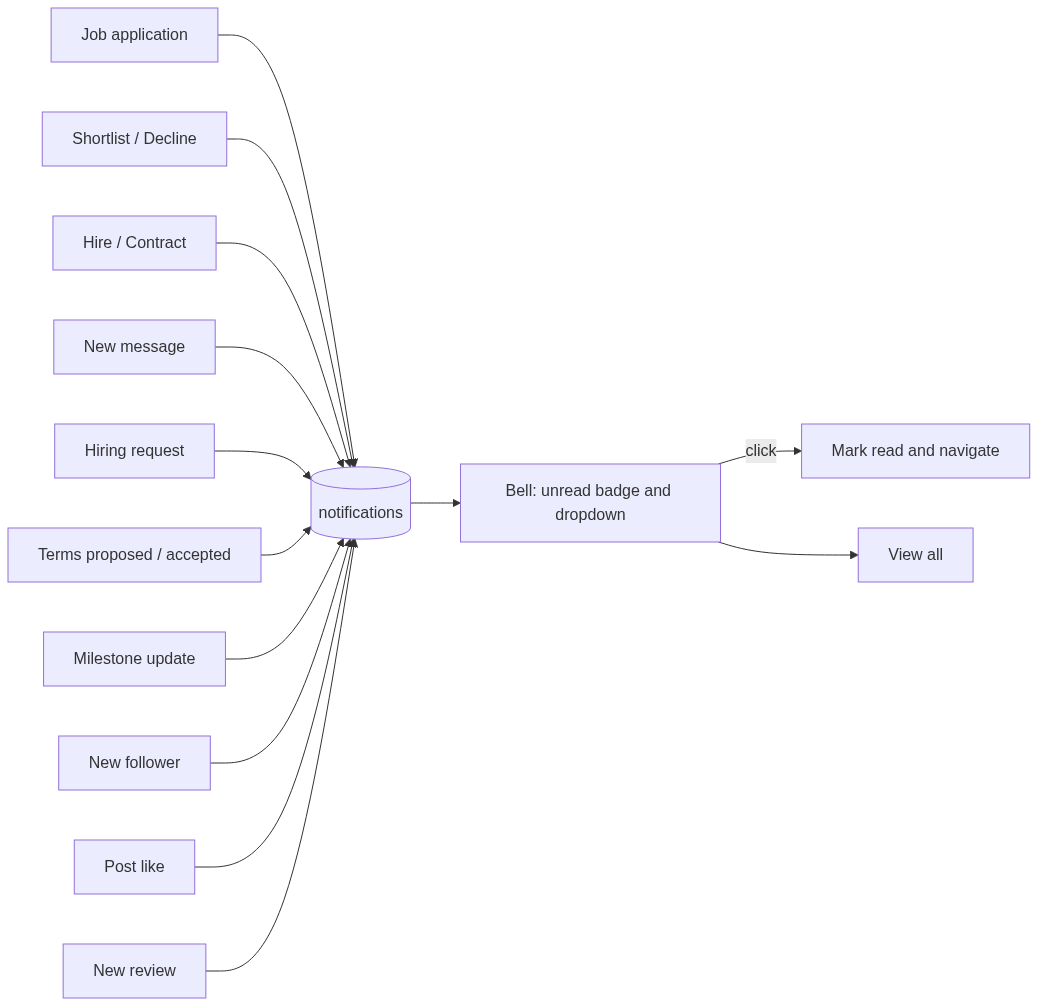 Job application
Shortlist / Decline
Hire / Contract
New message
Hiring request
Terms proposed / accepted
Milestone update
New follower
Post like
New review
notifications
Bell: unread badge and
dropdown
click
Mark read and navigate
View all